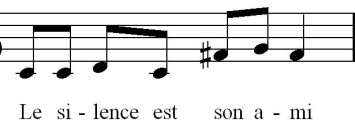 Le si - lence est son a - mi